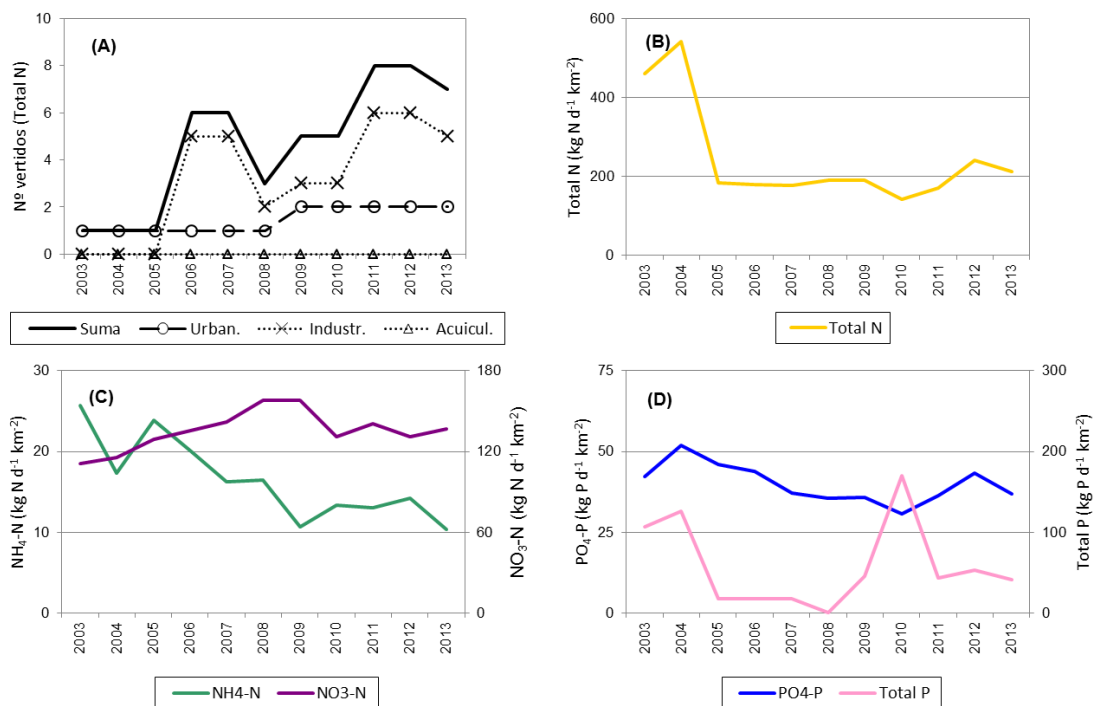 (A)
Nº vertidos (Total N)
10
8
6
4
2
0
2003 2004 2005 2006 2007 2008 2009 2010 2011 2012 2013
Suma Urban. Industr. Acuicul.
(B)
Total N (kg N d-1 km-2)
600
400
200
0
2003 2004 2005 2006 2007 2008 2009 2010 2011 2012 2013
Total N
(C)
NH4-N (kg N d-1 km-2)
30
20
10
0
180
120
60
0
NO3-N (kg N d-1 km-2)
2003 2004 2005 2006 2007 2008 2009 2010 2011 2012 2013
NH4-N NO3-N
(D)
PO4-P (kg P d-1 km-2)
75
50
25
0
300
200
100
0
Total P (kg P d-1 km-2)
2003 2004 2005 2006 2007 2008 2009 2010 2011 2012 2013
PO4-P Total P